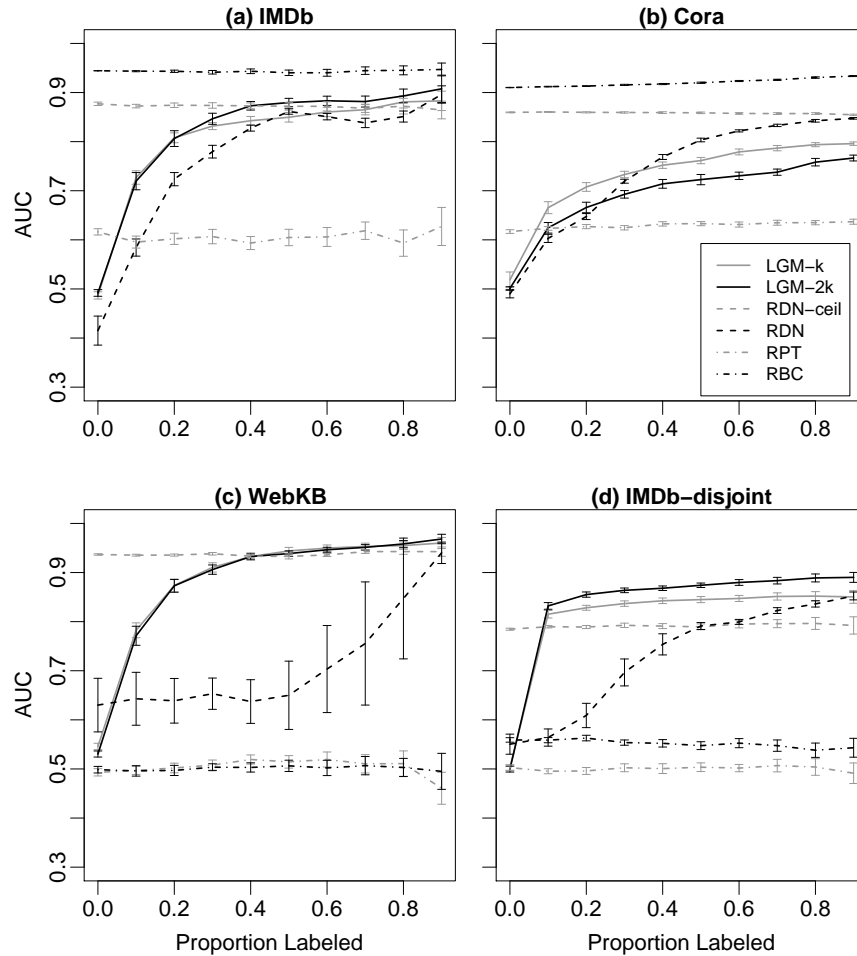 (a) IMDb
(b) Cora
AUC
0.3 0.5 0.7 0.9
0.0 0.2 0.4 0.6 0.8
0.0 0.2 0.4 0.6 0.8
LGM−k
LGM−2k
RDN−ceil
RDN
RPT
RBC
(c) WebKB
(d) IMDb−disjoint
AUC
0.3 0.5 0.7 0.9
0.0 0.2 0.4 0.6 0.8
0.0 0.2 0.4 0.6 0.8
Proportion Labeled
Proportion Labeled